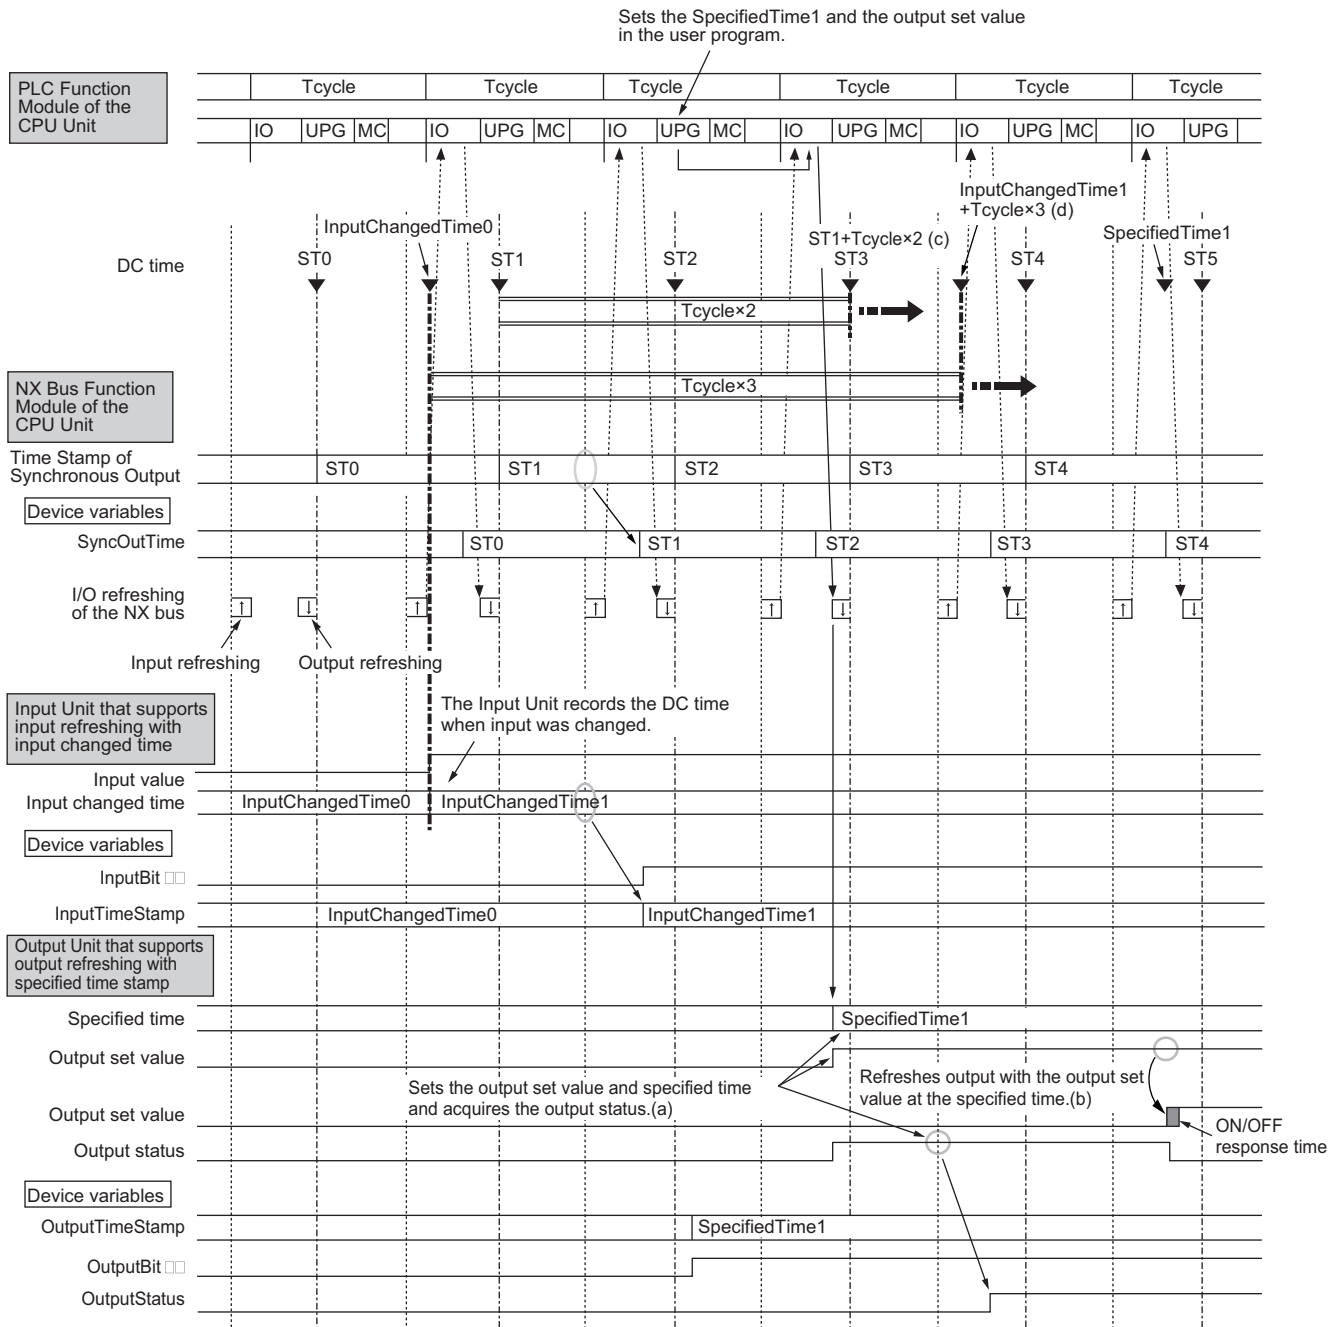 Sets the SpecifiedTime1 and the output set value
in the user program.
PLC Function
Module of the
CPU Unit
Tcycle Tcycle Tcycle Tcycle Tcycle Tcycle
IO UPG MC IO UPG MC IO UPG MC IO UPG MC IO UPG MC IO UPG
InputChangedTime1
+Tcycle×3 (d)
InputChangedTime0
ST1+Tcycle×2 (c)
SpecifiedTime1
DC time
ST0 ST1 ST2 ST3 ST4 ST5
Tcycle×2
NX Bus Function
Module of the
CPU Unit
Tcycle×3
Time Stamp of
Synchronous Output
ST0 ST1 ST2 ST3 ST4
Device variables
SyncOutTime
ST0 ST1 ST2 ST3 ST4
I/O refreshing
of the NX bus
↑ ↓ ↑ ↓ ↑ ↓ ↑ ↓ ↑ ↓ ↑ ↓
Input refreshing Output refreshing
Input Unit that supports
input refreshing with
input changed time
The Input Unit records the DC time
when input was changed.
Input value
Input changed time
InputChangedTime0 InputChangedTime1
Device variables
InputBit □□
InputTimeStamp
InputChangedTime0 InputChangedTime1
Output Unit that supports
output refreshing with
specified time stamp
Specified time
SpecifiedTime1
Output set value
Sets the output set value and specified time
and acquires the output status.(a)
Refreshes output with the output set
value at the specified time.(b)
Output set value
ON/OFF
response time
Output status
Device variables
OutputTimeStamp
SpecifiedTime1
OutputBit □□
OutputStatus